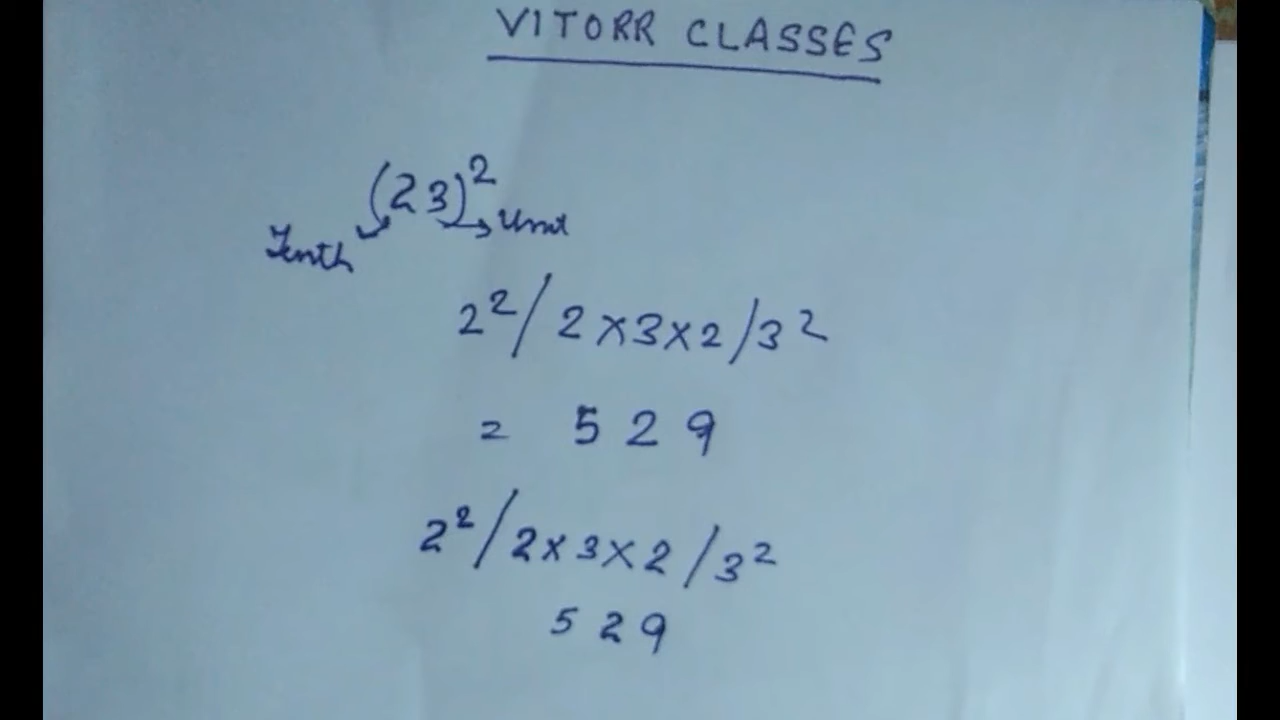 VITORR CLASSES
(23)²
Tenth Unit
2²/2×3×2/3²
= 529
2²/2×3×2/3²
529